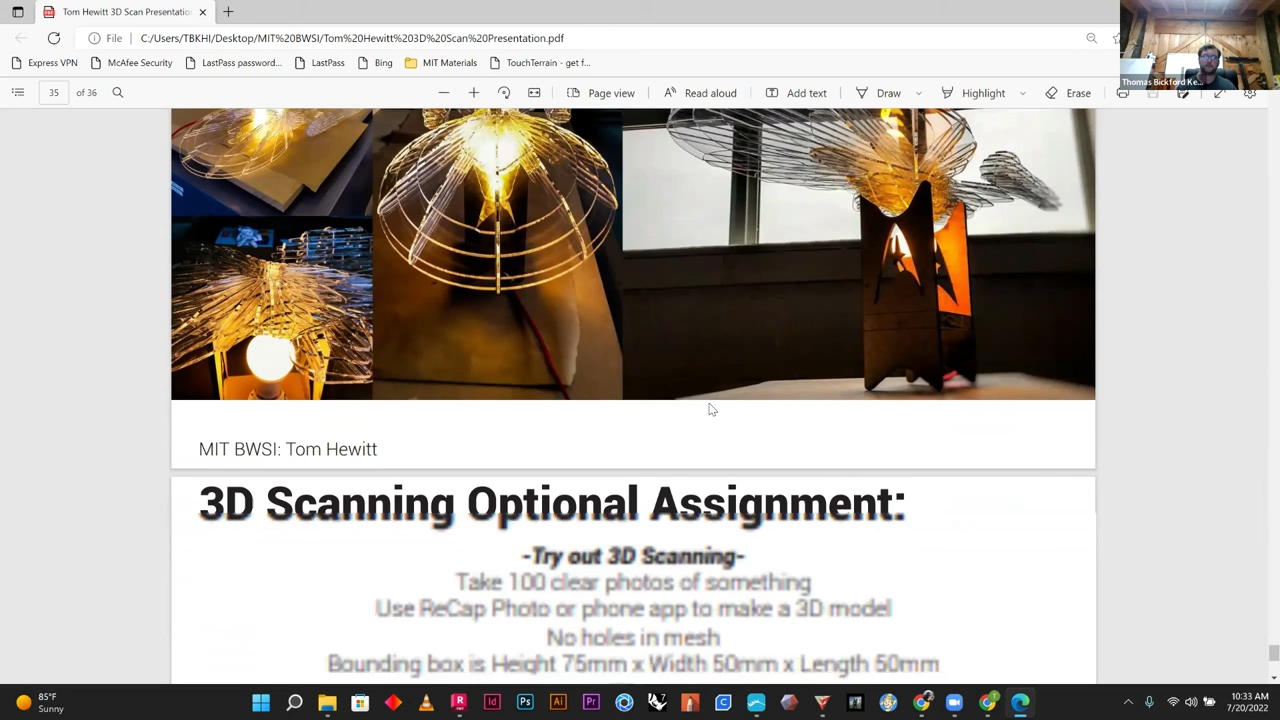 Tom Hewitt 3D Scan Presentatio
File
C:/Users/TBKHI/Desktop/MIT%20BWSI/Tom%20Hewitt%203D%20Scan%20Presentation.pdf
Express VPN
McAfee Security
LastPass password...
LastPass
Bing
MIT Materials
TouchTerrain - get f...
35
of 36
Page view
Read aloud
Add text
Draw
Highlight
Erase
Thomas Bickford Ke...
MIT BWSI: Tom Hewitt
3D Scanning Optional Assignment:
-Try out 3D Scanning-
Take 100 clear photos of something
Use ReCap Photo or phone app to make a 3D model
No holes in mesh
Bounding box is Height 75mm x Width 50mm x Length 50mm
85°F
Sunny
10:33 AM
7/20/2022